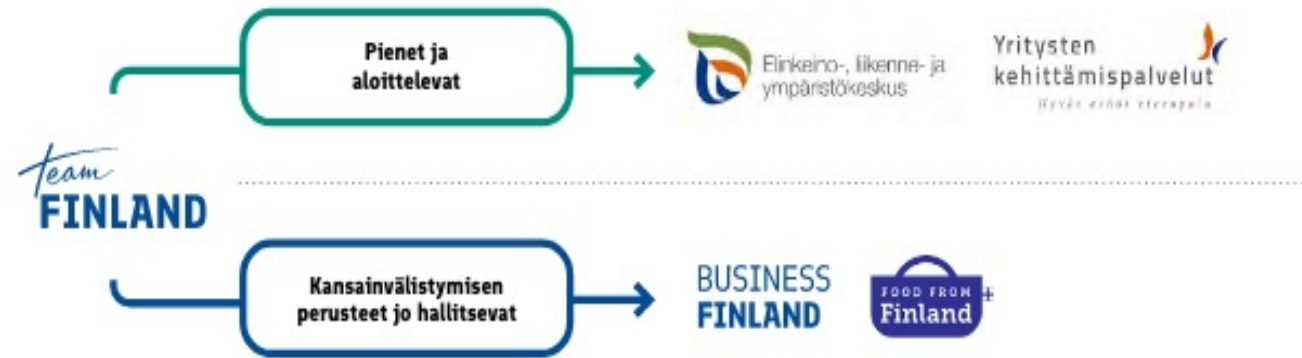 Pienet ja
aloittelevat
Elinkeino-, liikenne- ja
ympäristökeskus
Yritysten
kehittämispalvelut
team
FINLAND
Kansainvälistymisen
perusteet jo hallitsevat
BUSINESS
FINLAND
FOOD FROM
Finland